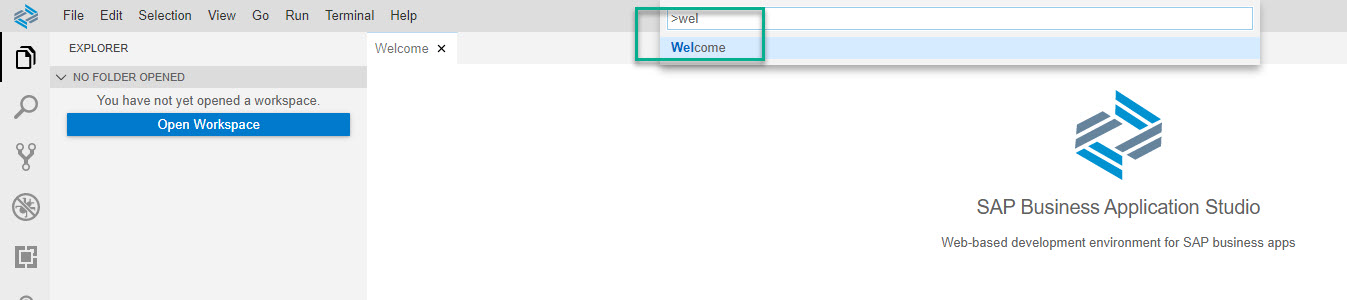 File Edit Selection View Go Run Terminal Help
>wel
Welcome
EXPLORER
Welcome
NO FOLDER OPENED
You have not yet opened a workspace.
Open Workspace
SAP Business Application Studio
Web-based development environment for SAP business apps